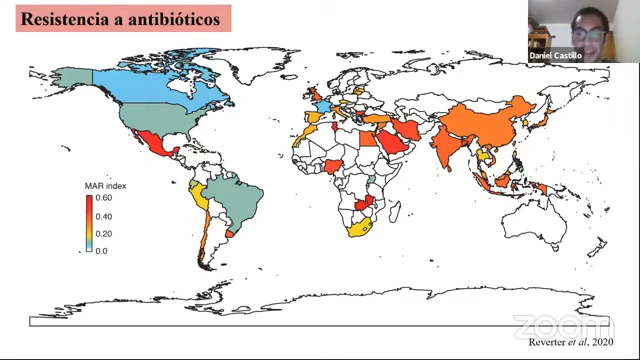 Resistencia a antibióticos
Daniel Castillo
MAR index
0.60
0.40
0.20
0.0
zoom
Reverter et al, 2020